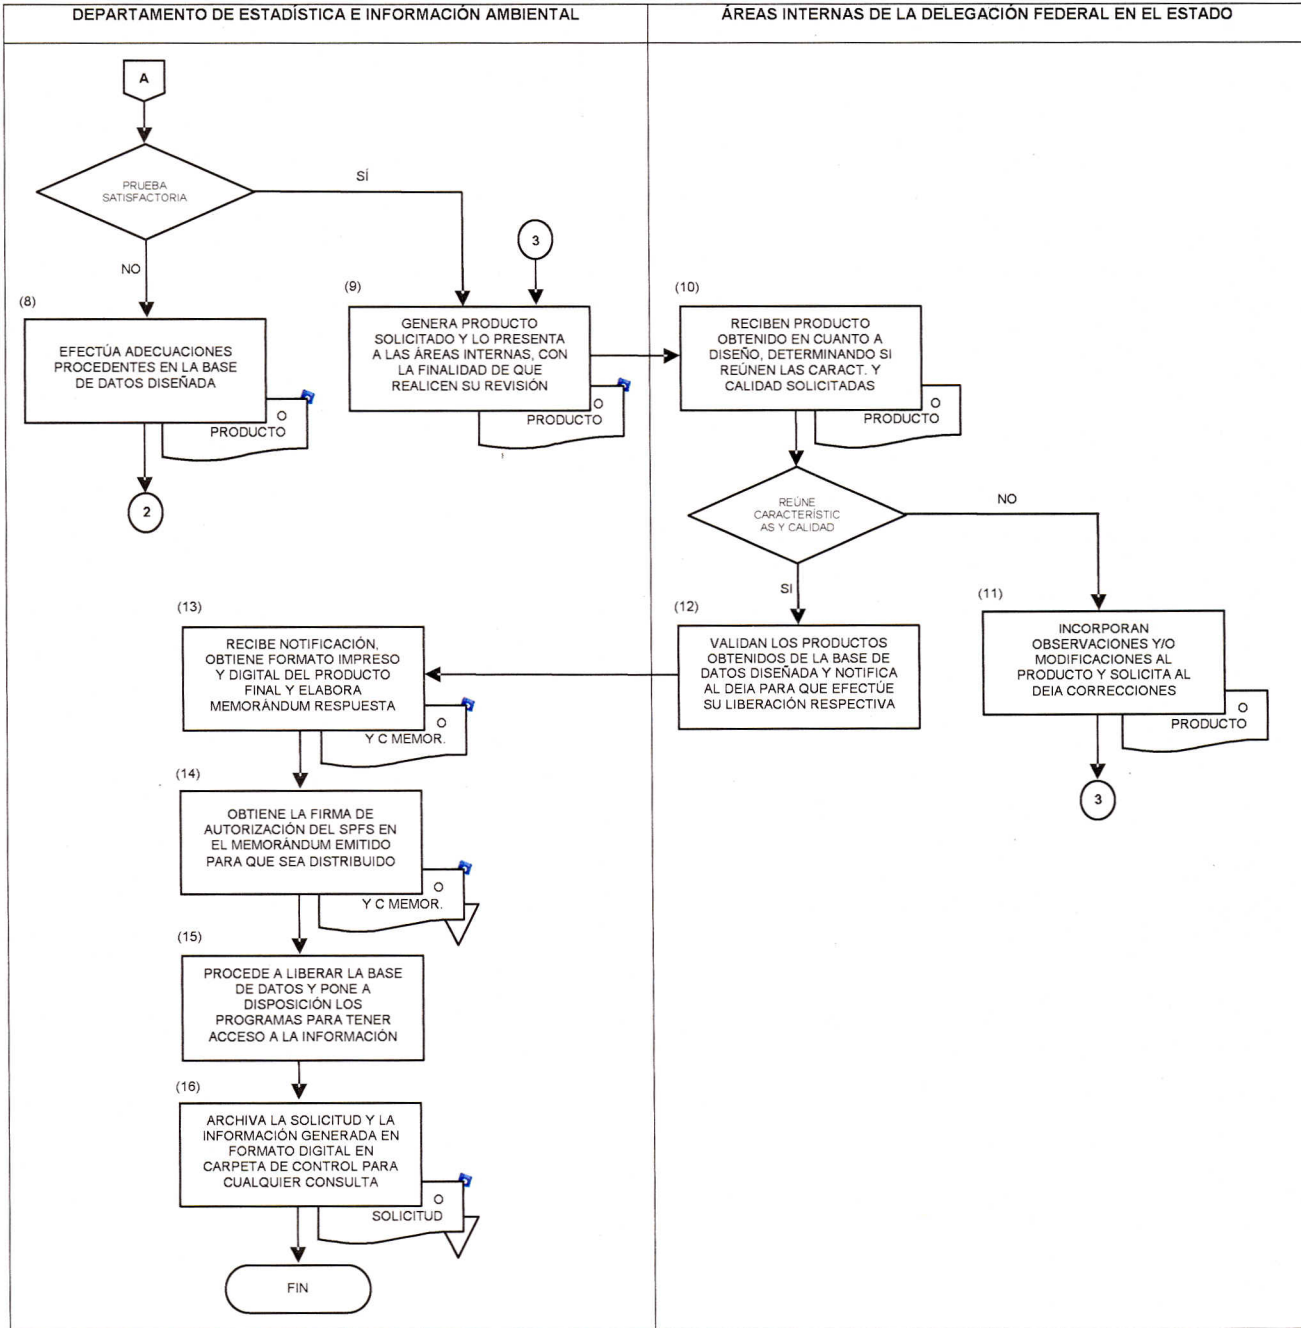 DEPARTAMENTO DE ESTADÍSTICA E INFORMACIÓN AMBIENTAL
ÁREAS INTERNAS DE LA DELEGACIÓN FEDERAL EN EL ESTADO
A
PRUEBA
SATISFACTORIA
SÍ
NO
3
(8)
EFECTÚA ADECUACIONES
PROCEDENTES EN LA BASE
DE DATOS DISEÑADA
O
PRODUCTO
2
(9)
GENERA PRODUCTO
SOLICITADO Y LO PRESENTA
A LAS ÁREAS INTERNAS, CON
LA FINALIDAD DE QUE
REALICEN SU REVISIÓN
O
PRODUCTO
(10)
RECIBEN PRODUCTO
OBTENIDO EN CUANTO A
DISEÑO, DETERMINANDO SI
REÚNEN LAS CARACT. Y
CALIDAD SOLICITADAS
O
PRODUCTO
REÚNE
CARACTERÍSTIC
AS Y CALIDAD
NO
SI
(11)
INCORPORAN
OBSERVACIONES Y/O
MODIFICACIONES AL
PRODUCTO Y SOLICITA AL
DEIA CORRECCIONES
O
PRODUCTO
3
(12)
VALIDAN LOS PRODUCTOS
OBTENIDOS DE LA BASE DE
DATOS DISEÑADA Y NOTIFICA
AL DEIA PARA QUE EFECTÚE
SU LIBERACIÓN RESPECTIVA
(13)
RECIBE NOTIFICACIÓN,
OBTIENE FORMATO IMPRESO
Y DIGITAL DEL PRODUCTO
FINAL Y ELABORA
MEMORÁNDUM RESPUESTA
O
Y C MEMOR.
(14)
OBTIENE LA FIRMA DE
AUTORIZACIÓN DEL SPFS EN
EL MEMORÁNDUM EMITIDO
PARA QUE SEA DISTRIBUIDO
O
Y C MEMOR.
(15)
PROCEDE A LIBERAR LA BASE
DE DATOS Y PONE A
DISPOSICIÓN LOS
PROGRAMAS PARA TENER
ACCESO A LA INFORMACIÓN
(16)
ARCHIVA LA SOLICITUD Y LA
INFORMACIÓN GENERADA EN
FORMATO DIGITAL EN
CARPETA DE CONTROL PARA
CUALQUIER CONSULTA
O
SOLICITUD
FIN